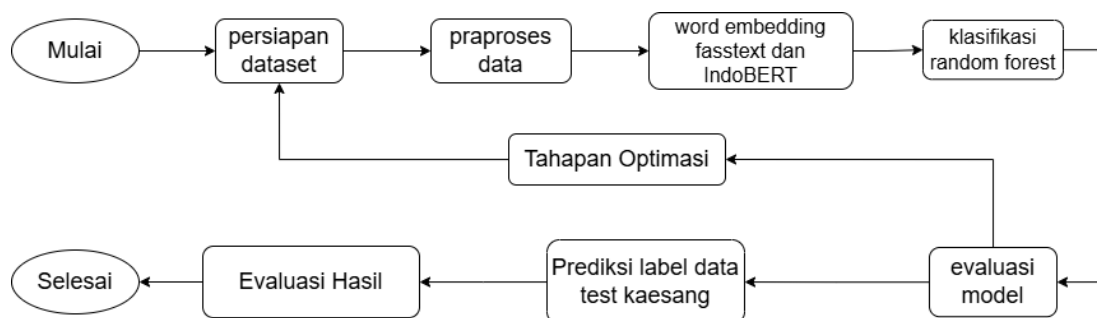 Mulai
persiapan
dataset
praproses
data
word embedding
fasstext dan
IndoBERT
klasifikasi
random forest
Tahapan Optimasi
Selesai
Evaluasi Hasil
Prediksi label data
test kaesang
evaluasi
model